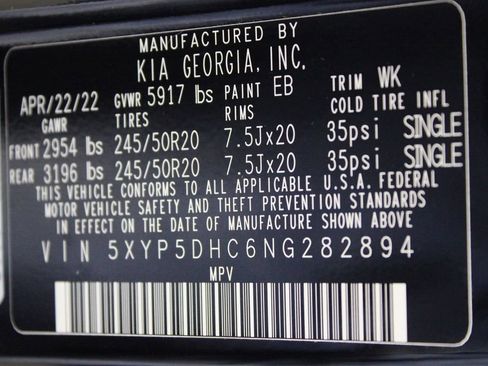 MANUFACTURED BY
KIA GEORGIA, INC.
APR/22/22 GVWR 5917 lbs PAINT EB TRIM WK
GAWR TIRES RIMS COLD TIRE INFL
FRONT 2954 lbs 245/50R20 7.5Jx20 35psi SINGLE
REAR 3196 lbs 245/50R20 7.5Jx20 35psi SINGLE
THIS VEHICLE CONFORMS TO ALL APPLICABLE U.S.A. FEDERAL
MOTOR VEHICLE SAFETY AND THEFT PREVENTION STANDARDS
IN EFFECT ON THE DATE OF MANUFACTURE SHOWN ABOVE
VIN 5XYP5DHC6NG282894
MPV